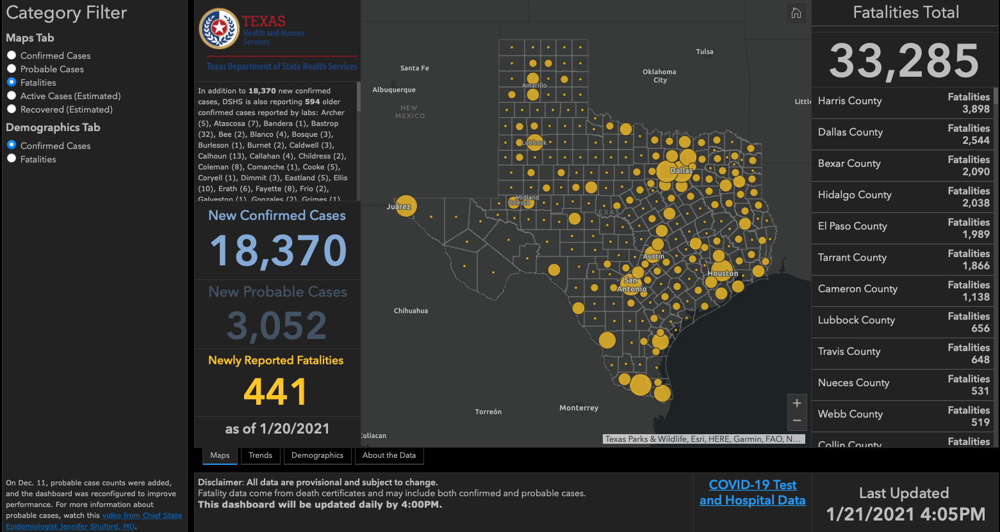 Category Filter
Maps Tab
Confirmed Cases
Probable Cases
Fatalities
Active Cases (Estimated)
Recovered (Estimated)
Demographics Tab
Confirmed Cases
Fatalities
On Dec. 11, probable case counts were added,
and the dashboard was reconfigured to improve
performance. For more information about
probable cases, watch this video from Chief State
Epidemiologist Jennifer Shuford, MD.
TEXAS
Health and Human
Services
Texas Department of State Health Services
In addition to 18,370 new confirmed
cases, DSHS is also reporting 594 older
confirmed cases reported by labs: Archer
(5), Atascosa (7), Bandera (1), Bastrop
(32), Bee (2), Blanco (4), Bosque (3),
Burleson (1), Burnet (2), Caldwell (3),
Calhoun (13), Callahan (4), Childress (2),
Coleman (8), Comanche (1), Cooke (5),
Coryell (1), Dimmit (3), Eastland (5), Ellis
(10), Erath (6), Fayette (8), Frio (2),
Galveston (1), Gonzales (2), Grimes (1),
New Confirmed Cases
18,370
New Probable Cases
3,052
Newly Reported Fatalities
441
as of 1/20/2021
Tulsa
Santa Fe
Oklahoma
City
Albuquerque
Amarillo
Little
NEW
MEXICO
Lubbock
Dallas
Midland
Odessa
Juárez
TEXAS
Austin
Houston
San
Antonio
Chihuahua
Monterrey
Torreón
Culiacan
+
−
Texas Parks & Wildlife, Esri, HERE, Garmin, FAO, N...
Fatalities Total
33,285
Harris County Fatalities
3,898
Dallas County Fatalities
2,544
Bexar County Fatalities
2,090
Hidalgo County Fatalities
2,038
El Paso County Fatalities
1,989
Tarrant County Fatalities
1,866
Cameron County Fatalities
1,138
Lubbock County Fatalities
656
Travis County Fatalities
648
Nueces County Fatalities
531
Webb County Fatalities
519
Collin County Fatalities
Maps Trends Demographics About the Data
Disclaimer: All data are provisional and subject to change.
Fatality data come from death certificates and may include both confirmed and probable cases.
This dashboard will be updated daily by 4:00PM.
COVID-19 Test
and Hospital Data
Last Updated
1/21/2021 4:05PM